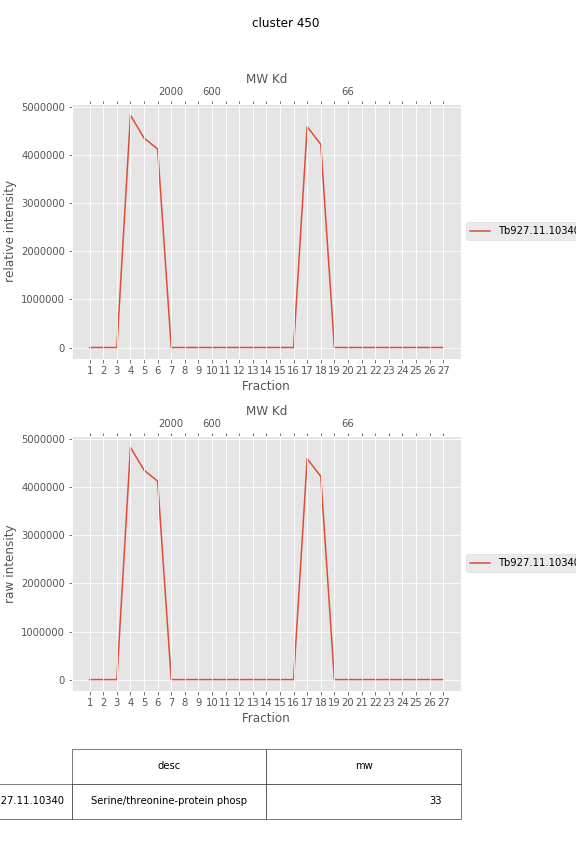 cluster 450
MW Kd
2000 600 66
5000000
4000000
3000000
2000000
1000000
0
relative intensity
1 2 3 4 5 6 7 8 9 10 11 12 13 14 15 16 17 18 19 20 21 22 23 24 25 26 27
Fraction
Tb927.11.10340
MW Kd
2000 600 66
5000000
4000000
3000000
2000000
1000000
0
raw intensity
1 2 3 4 5 6 7 8 9 10 11 12 13 14 15 16 17 18 19 20 21 22 23 24 25 26 27
Fraction
Tb927.11.10340
desc mw
27.11.10340 Serine/threonine-protein phosp 33